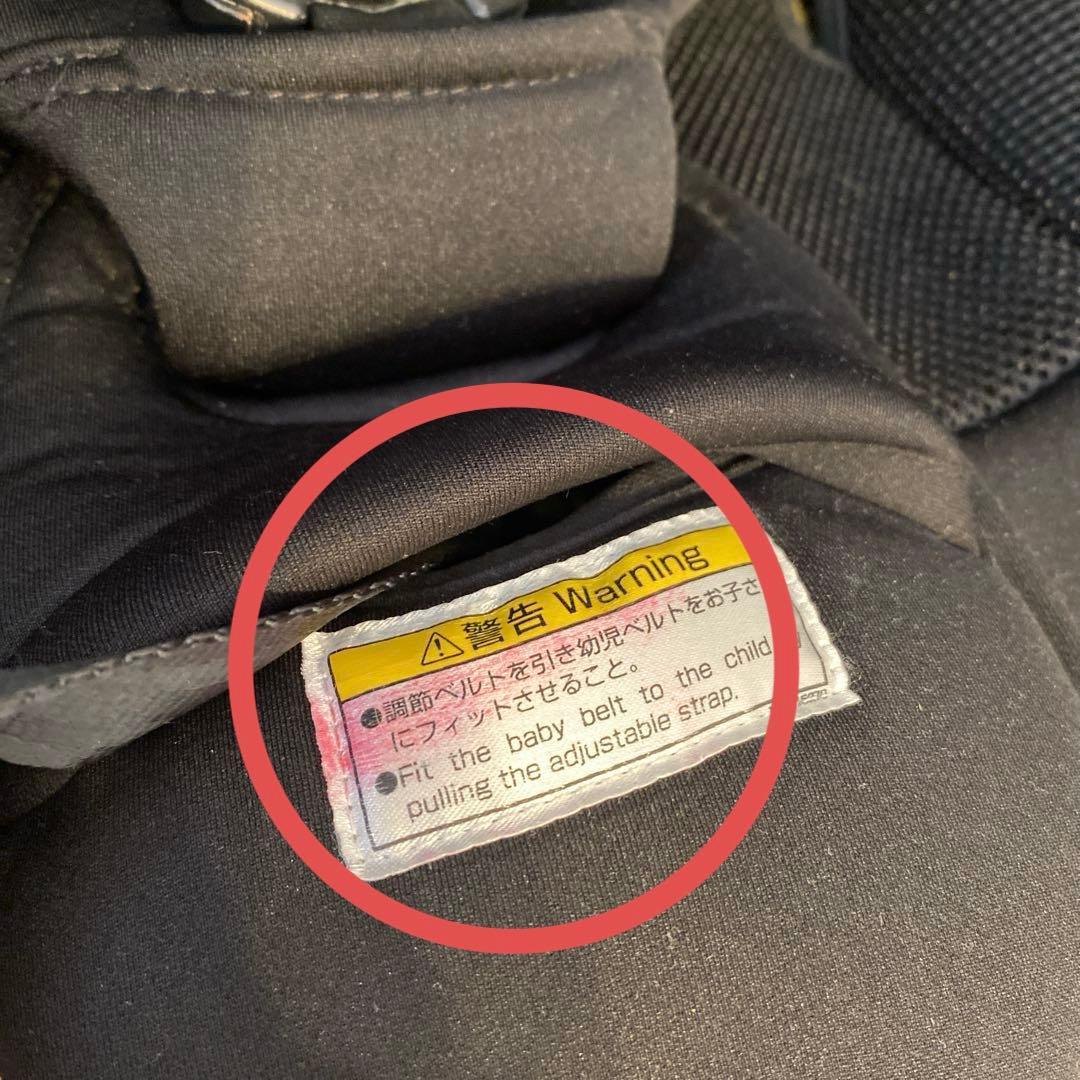 ⚠警告 Warning
●調節ベルトを引き幼児ベルトをお子さ
にフィットさせること。
●Fit the baby belt to the child
pulling the adjustable strap.